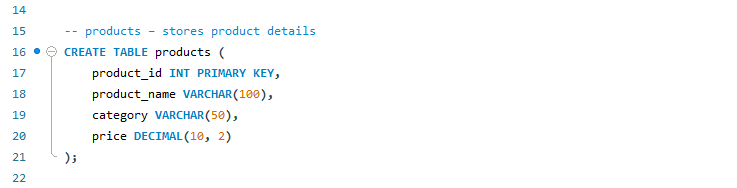 14
15 -- products – stores product details
16 CREATE TABLE products (
17 product_id INT PRIMARY KEY,
18 product_name VARCHAR(100),
19 category VARCHAR(50),
20 price DECIMAL(10, 2)
21 );
22